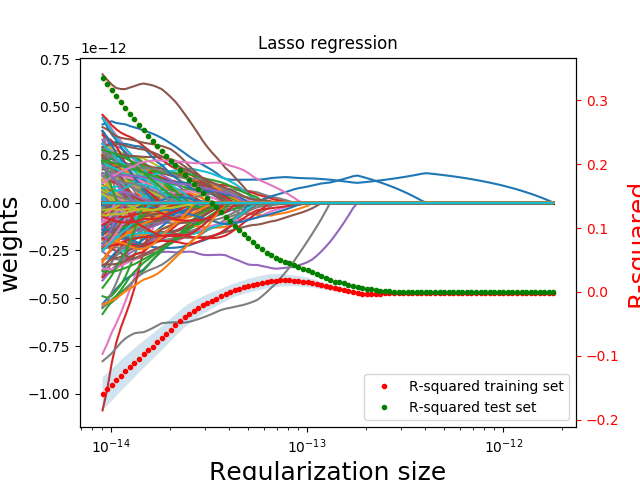 Lasso regression
1e−12
0.75
0.50
0.25
0.00
−0.25
−0.50
−0.75
−1.00
weights
0.3
0.2
0.1
0.0
−0.1
−0.2
R-squared
R-squared training set
R-squared test set
10⁻¹⁴ 10⁻¹³ 10⁻¹²
Regularization size